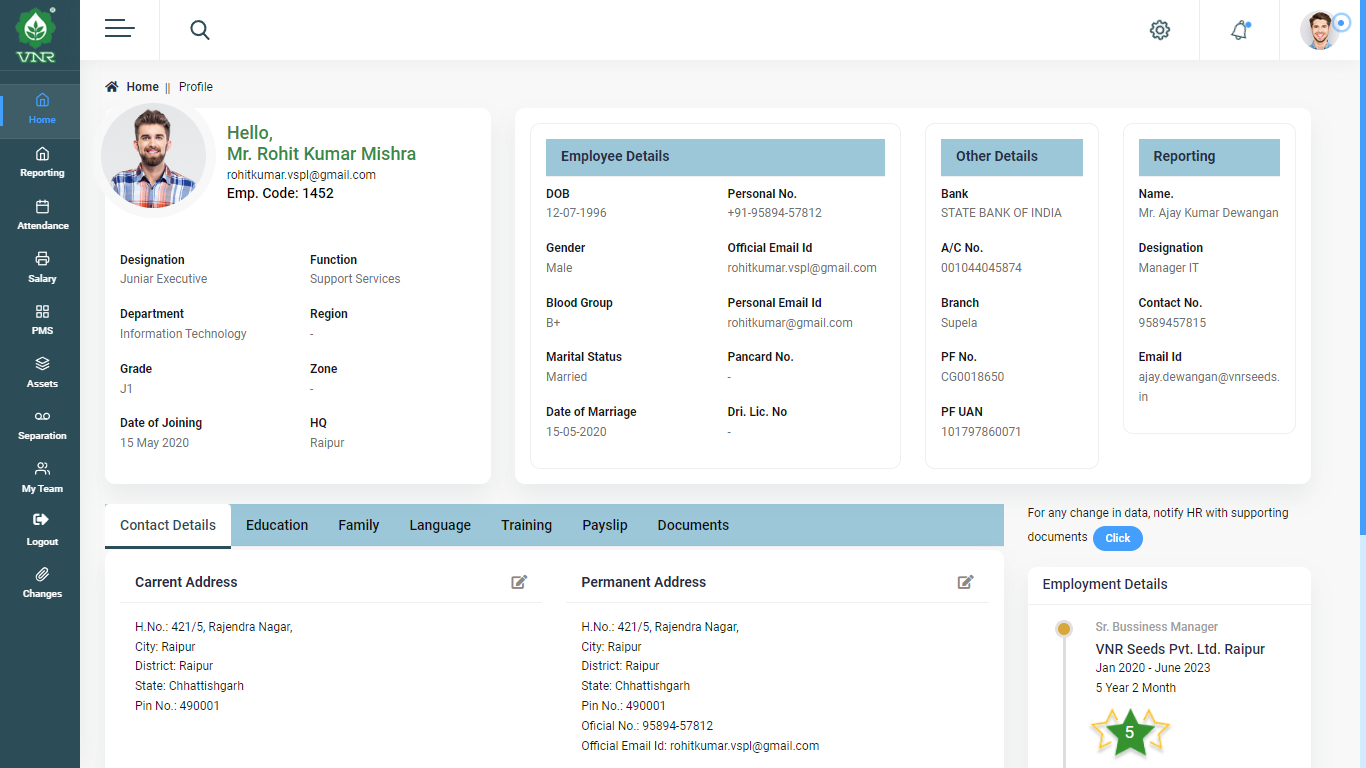 VNR
Home
Reporting
Attendance
Salary
PMS
Assets
Separation
My Team
Logout
Changes
Home || Profile
Hello,
Mr. Rohit Kumar Mishra
rohitkumar.vspl@gmail.com
Emp. Code: 1452
Designation
Juniar Executive
Function
Support Services
Department
Information Technology
Region
-
Grade
J1
Zone
-
Date of Joining
15 May 2020
HQ
Raipur
Employee Details
DOB
12-07-1996
Personal No.
+91-95894-57812
Gender
Male
Official Email Id
rohitkumar.vspl@gmail.com
Blood Group
B+
Personal Email Id
rohitkumar@gmail.com
Marital Status
Married
Pancard No.
-
Date of Marriage
15-05-2020
Dri. Lic. No
-
Other Details
Bank
STATE BANK OF INDIA
A/C No.
001044045874
Branch
Supela
PF No.
CG0018650
PF UAN
101797860071
Reporting
Name.
Mr. Ajay Kumar Dewangan
Designation
Manager IT
Contact No.
9589457815
Email Id
ajay.dewangan@vnrseeds.
in
Contact Details Education Family Language Training Payslip Documents
Carrent Address
H.No.: 421/5, Rajendra Nagar,
City: Raipur
District: Raipur
State: Chhattishgarh
Pin No.: 490001
Permanent Address
H.No.: 421/5, Rajendra Nagar,
City: Raipur
District: Raipur
State: Chhattishgarh
Pin No.: 490001
Oficial No.: 95894-57812
Official Email Id: rohitkumar.vspl@gmail.com
For any change in data, notify HR with supporting
documents Click
Employment Details
Sr. Bussiness Manager
VNR Seeds Pvt. Ltd. Raipur
Jan 2020 - June 2023
5 Year 2 Month
5